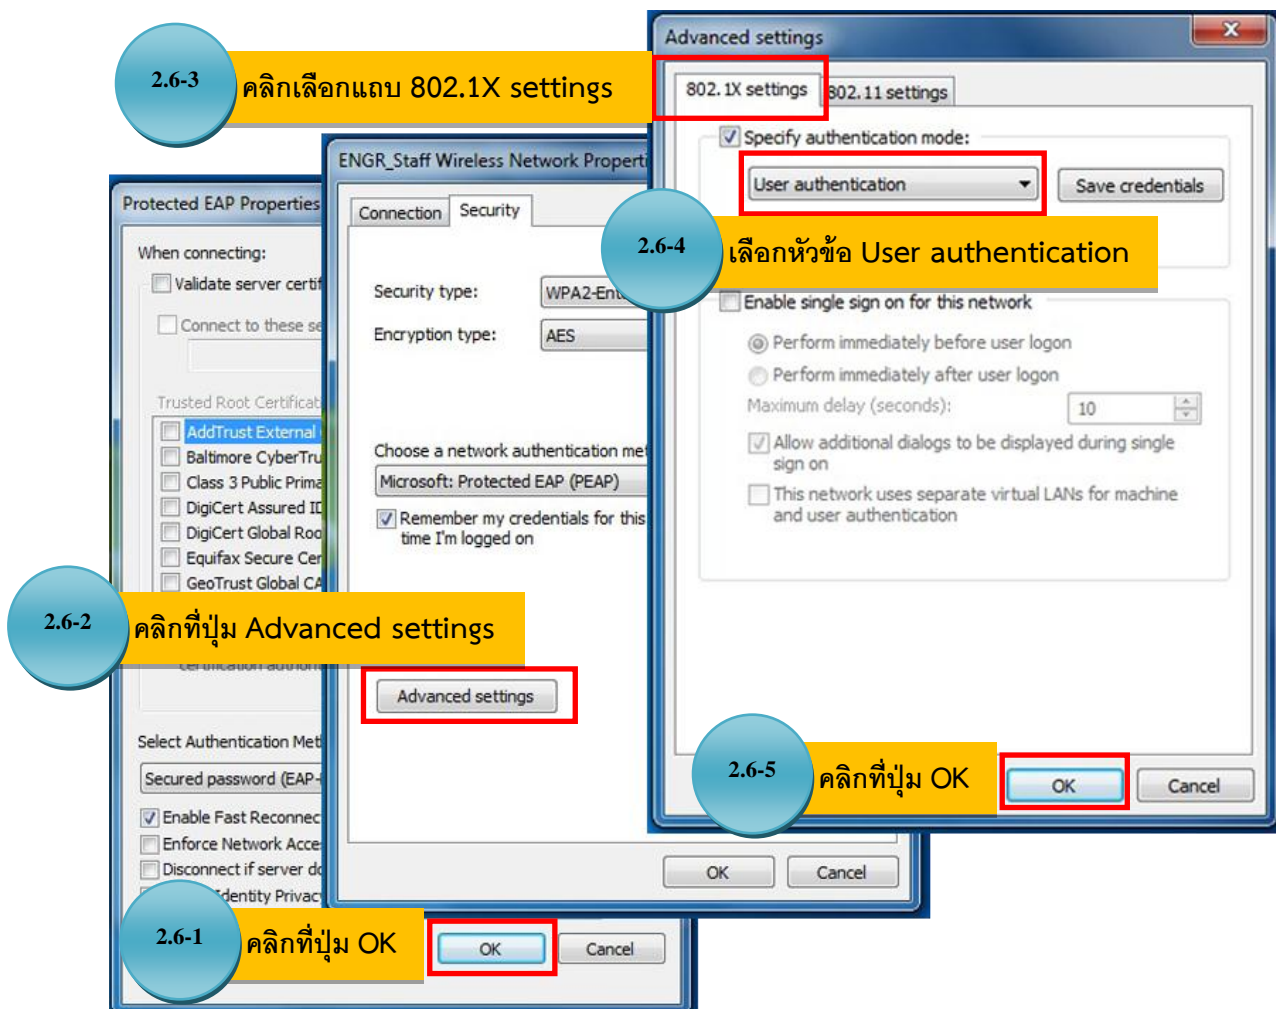 2.6-3
คลิกเลือกแถบ 802.1X settings
Advanced settings
802.1X settings
802.11 settings
Specify authentication mode:
User authentication
Save credentials
2.6-4
เลือกหัวข้อ User authentication
Enable single sign on for this network
Perform immediately before user logon
Perform immediately after user logon
Maximum delay (seconds):
10
Allow additional dialogs to be displayed during single
sign on
This network uses separate virtual LANs for machine
and user authentication
2.6-5
คลิกที่ปุ่ม OK
OK
Cancel
ENGR_Staff Wireless Network Properti
Connection
Security
Security type:
WPA2-Ent
Encryption type:
AES
Choose a network authentication met
Microsoft: Protected EAP (PEAP)
Remember my credentials for this
time I'm logged on
2.6-2
คลิกที่ปุ่ม Advanced settings
Advanced settings
OK
Cancel
Protected EAP Properties
When connecting:
Validate server certif
Connect to these se
Trusted Root Certificat
AddTrust External
Baltimore CyberTru
Class 3 Public Prima
DigiCert Assured ID
DigiCert Global Roo
Equifax Secure Cer
GeoTrust Global CA
certification authori
Select Authentication Met
Secured password (EAP-
Enable Fast Reconnec
Enforce Network Acce
Disconnect if server do
Identity Privac
2.6-1
คลิกที่ปุ่ม OK
OK
Cancel